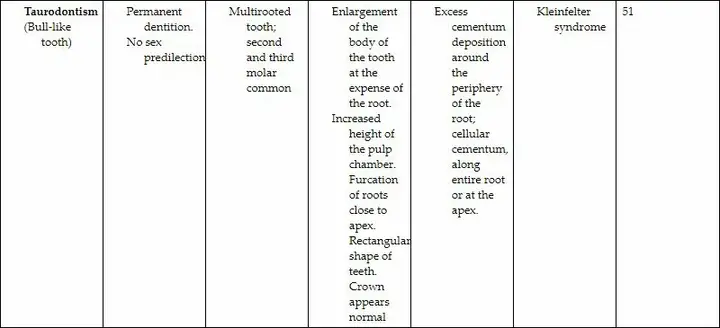 Taurodontism
(Bull-like
tooth)
Permanent
dentition.
No sex
predilection
Multirooted
tooth;
second
and third
molar
common
Enlargement
of the body
of the tooth
at the
expense of
the root.
Increased
height of
the pulp
chamber.
Furcation
of roots
close to
apex.
Rectangular
shape of
teeth.
Crown
appears
normal
Excess
cementum
deposition
around
the
periphery
of the
root;
cellular
cementum,
along
entire root
or at the
apex.
Kleinfelter
syndrome
51